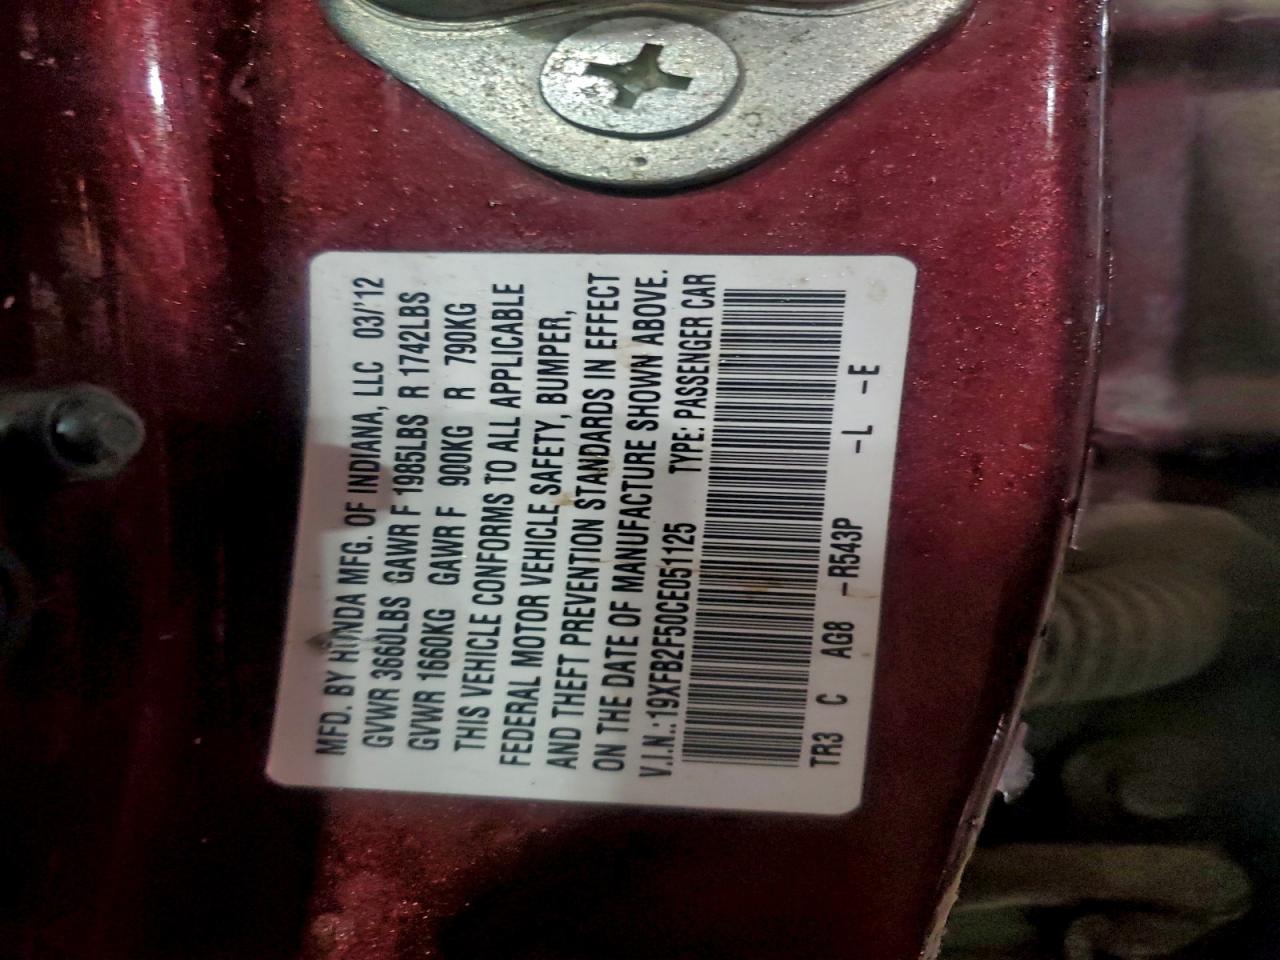 MFD. BY HONDA MFG. OF INDIANA, LLC 03/'12
GVWR 3660LBS GAWR F 1985LBS R 1742LBS
GVWR 1660KG GAWR F 900KG R 790KG
THIS VEHICLE CONFORMS TO ALL APPLICABLE
FEDERAL MOTOR VEHICLE SAFETY, BUMPER,
AND THEFT PREVENTION STANDARDS IN EFFECT
ON THE DATE OF MANUFACTURE SHOWN ABOVE.
V.I.N.: 19XFB2F50CE051125 TYPE: PASSENGER CAR
TR3 C AG8 -R543P -L -E